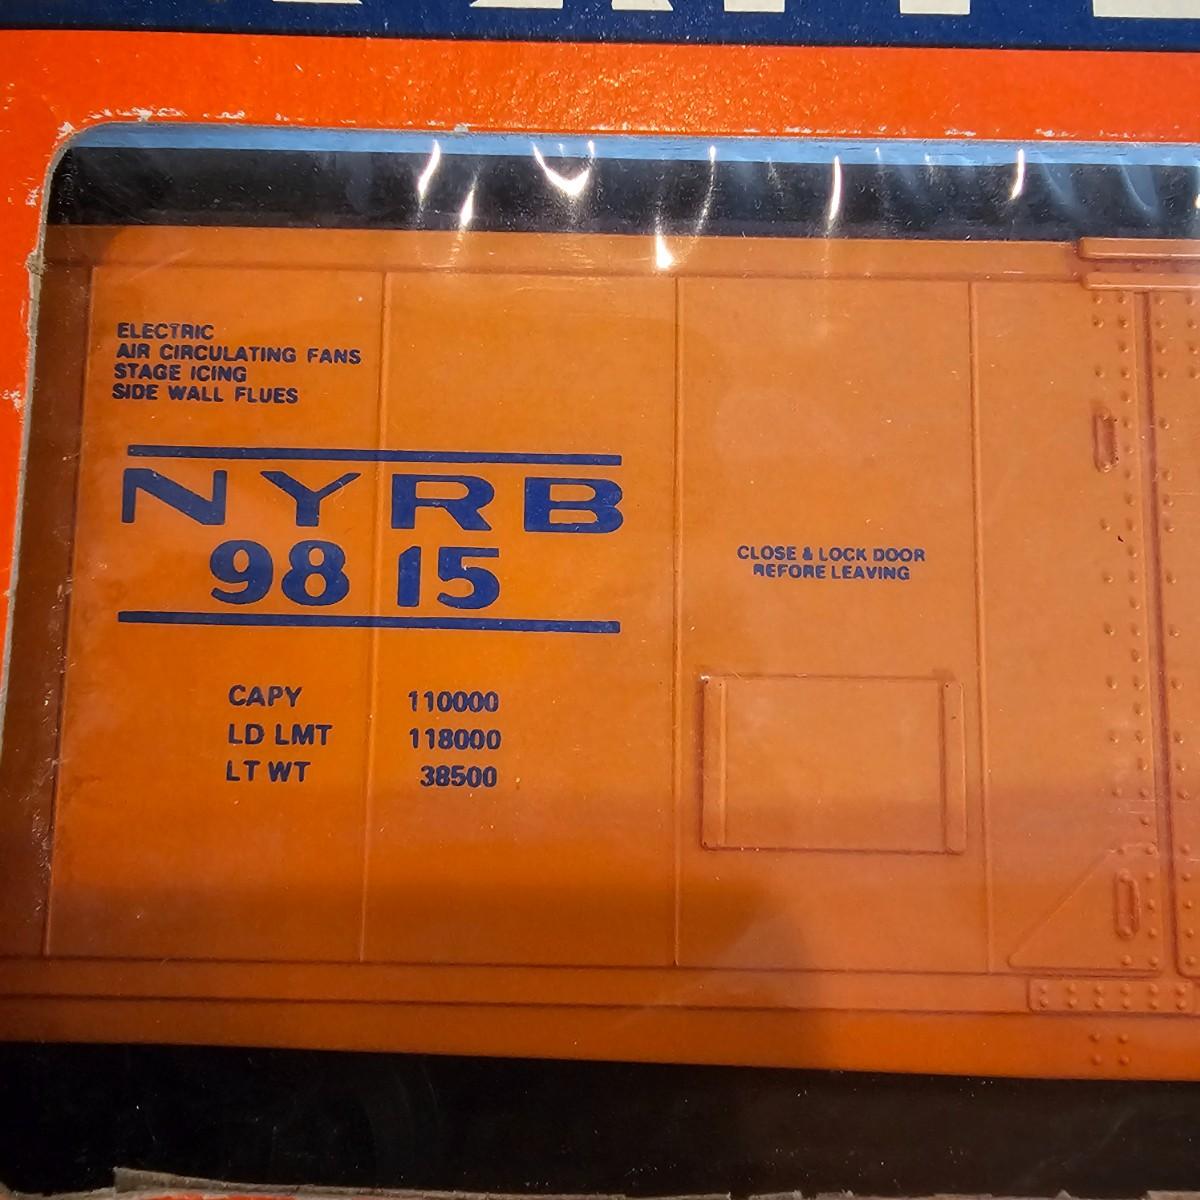 ELECTRIC
AIR CIRCULATING FANS
STAGE ICING
SIDE WALL FLUES
NYRB
9815
CLOSE & LOCK DOOR
BEFORE LEAVING
CAPY 110000
LD LMT 118000
LT WT 38500